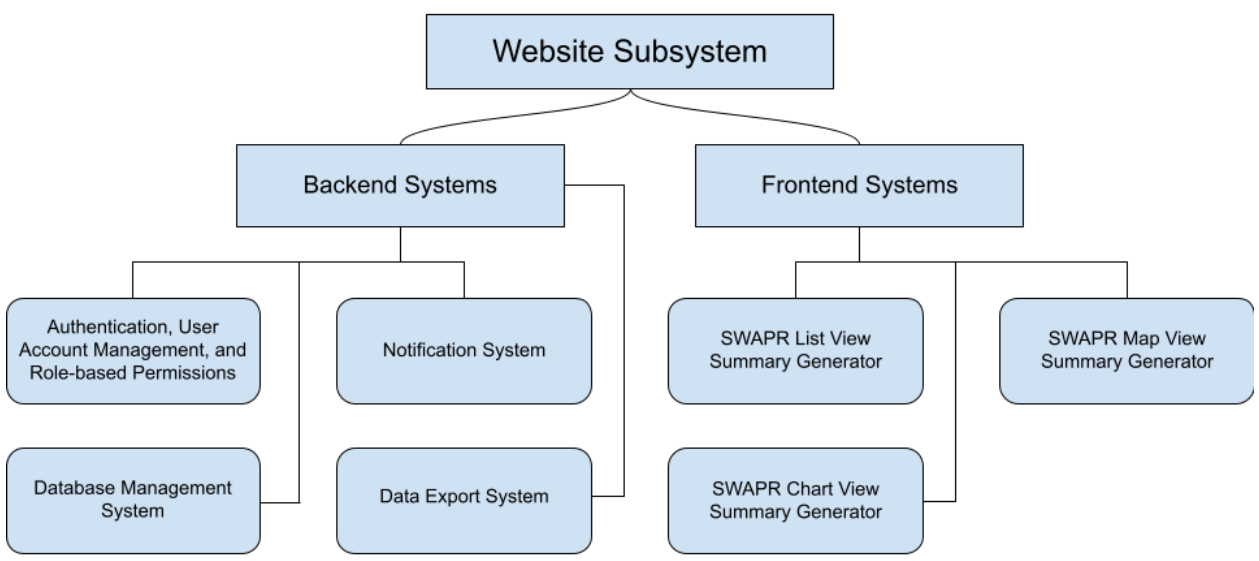 Website Subsystem
Backend Systems
Frontend Systems
Authentication, User
Account Management, and
Role-based Permissions
Notification System
SWAPR List View
Summary Generator
SWAPR Map View
Summary Generator
Database Management
System
Data Export System
SWAPR Chart View
Summary Generator